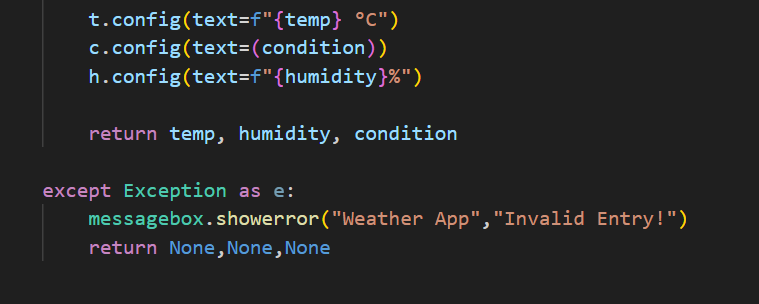 t.config(text=f"{temp} °C")
c.config(text=(condition))
h.config(text=f"{humidity}%")
return temp, humidity, condition
except Exception as e:
messagebox.showerror("Weather App","Invalid Entry!")
return None,None,None